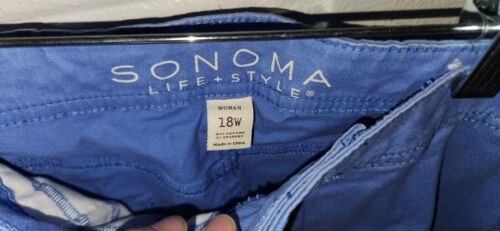 SONOMA
LIFE + STYLE®
WOMAN
18W
Made in China